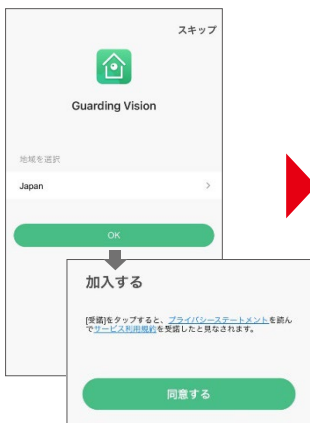 スキップ
Guarding Vision
地域を選択
Japan
OK
加入する
[受諾]をタップすると、プライバシーステートメントを読ん
でサービス利用規約を受諾したと見なされます。
同意する